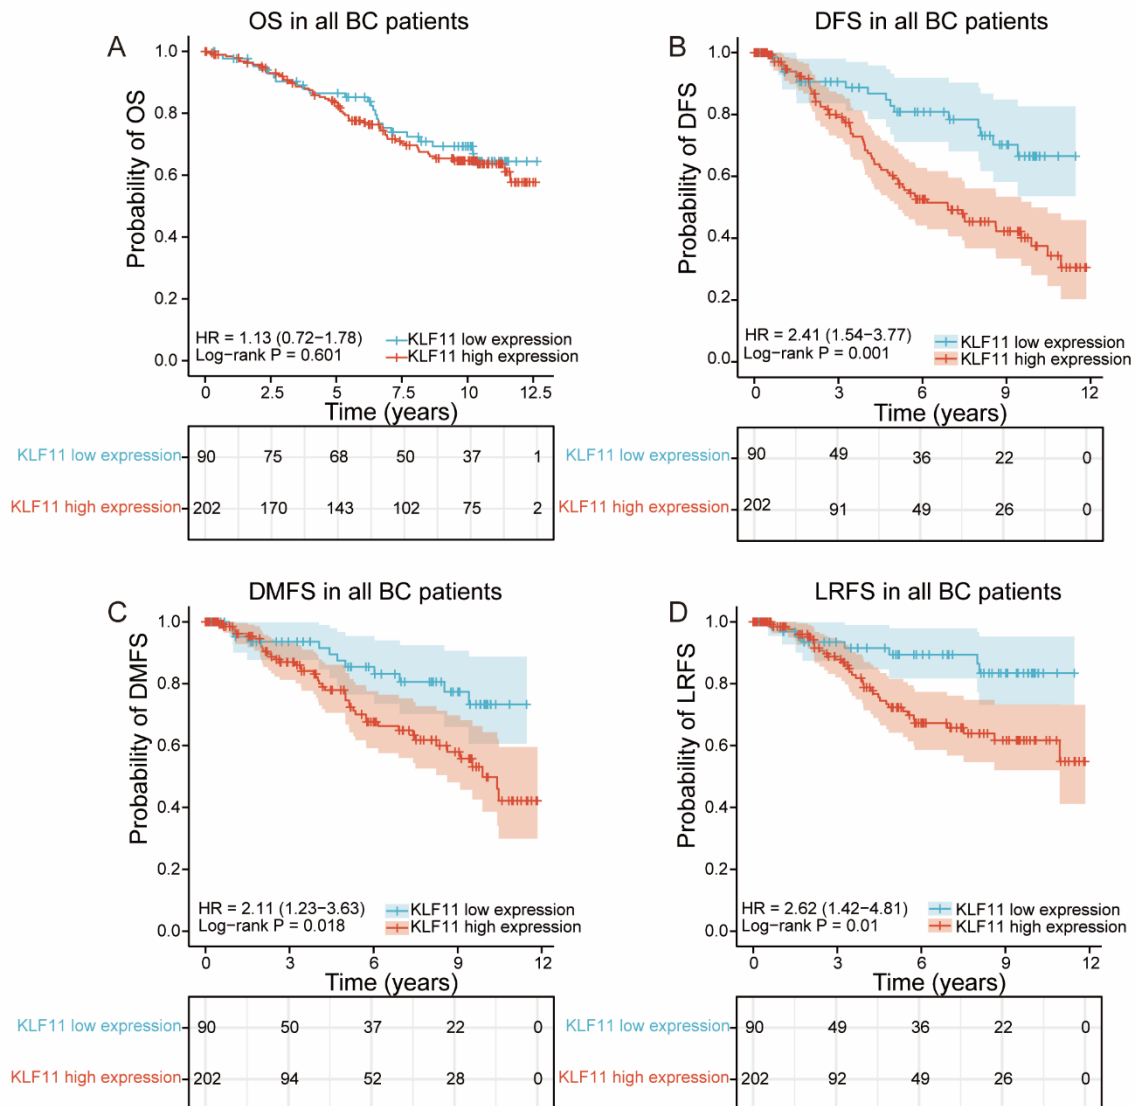 A
OS in all BC patients
Probability of OS
1.0
0.8
0.6
0.4
0.2
0.0
HR = 1.13 (0.72−1.78)
Log−rank P = 0.601
KLF11 low expression
KLF11 high expression
0 2.5 5 7.5 10 12.5
Time (years)
KLF11 low expression 90 75 68 50 37 1
KLF11 high expression 202 170 143 102 75 2
B
DFS in all BC patients
Probability of DFS
1.0
0.8
0.6
0.4
0.2
0.0
HR = 2.41 (1.54−3.77)
Log−rank P = 0.001
KLF11 low expression
KLF11 high expression
0 3 6 9 12
Time (years)
KLF11 low expression 90 49 36 22 0
KLF11 high expression 202 91 49 26 0
C
DMFS in all BC patients
Probability of DMFS
1.0
0.8
0.6
0.4
0.2
0.0
HR = 2.11 (1.23−3.63)
Log−rank P = 0.018
KLF11 low expression
KLF11 high expression
0 3 6 9 12
Time (years)
KLF11 low expression 90 50 37 22 0
KLF11 high expression 202 94 52 28 0
D
LRFS in all BC patients
Probability of LRFS
1.0
0.8
0.6
0.4
0.2
0.0
HR = 2.62 (1.42−4.81)
Log−rank P = 0.01
KLF11 low expression
KLF11 high expression
0 3 6 9 12
Time (years)
KLF11 low expression 90 49 36 22 0
KLF11 high expression 202 92 49 26 0